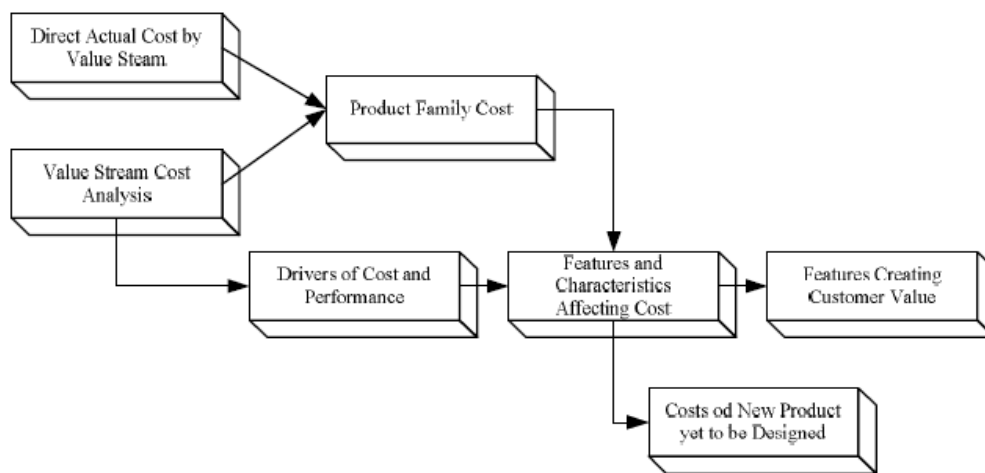 Direct Actual Cost by
Value Steam
Product Family Cost
Value Stream Cost
Analysis
Drivers of Cost and
Performance
Features and
Characteristics
Affecting Cost
Features Creating
Customer Value
Costs od New Product
yet to be Designed